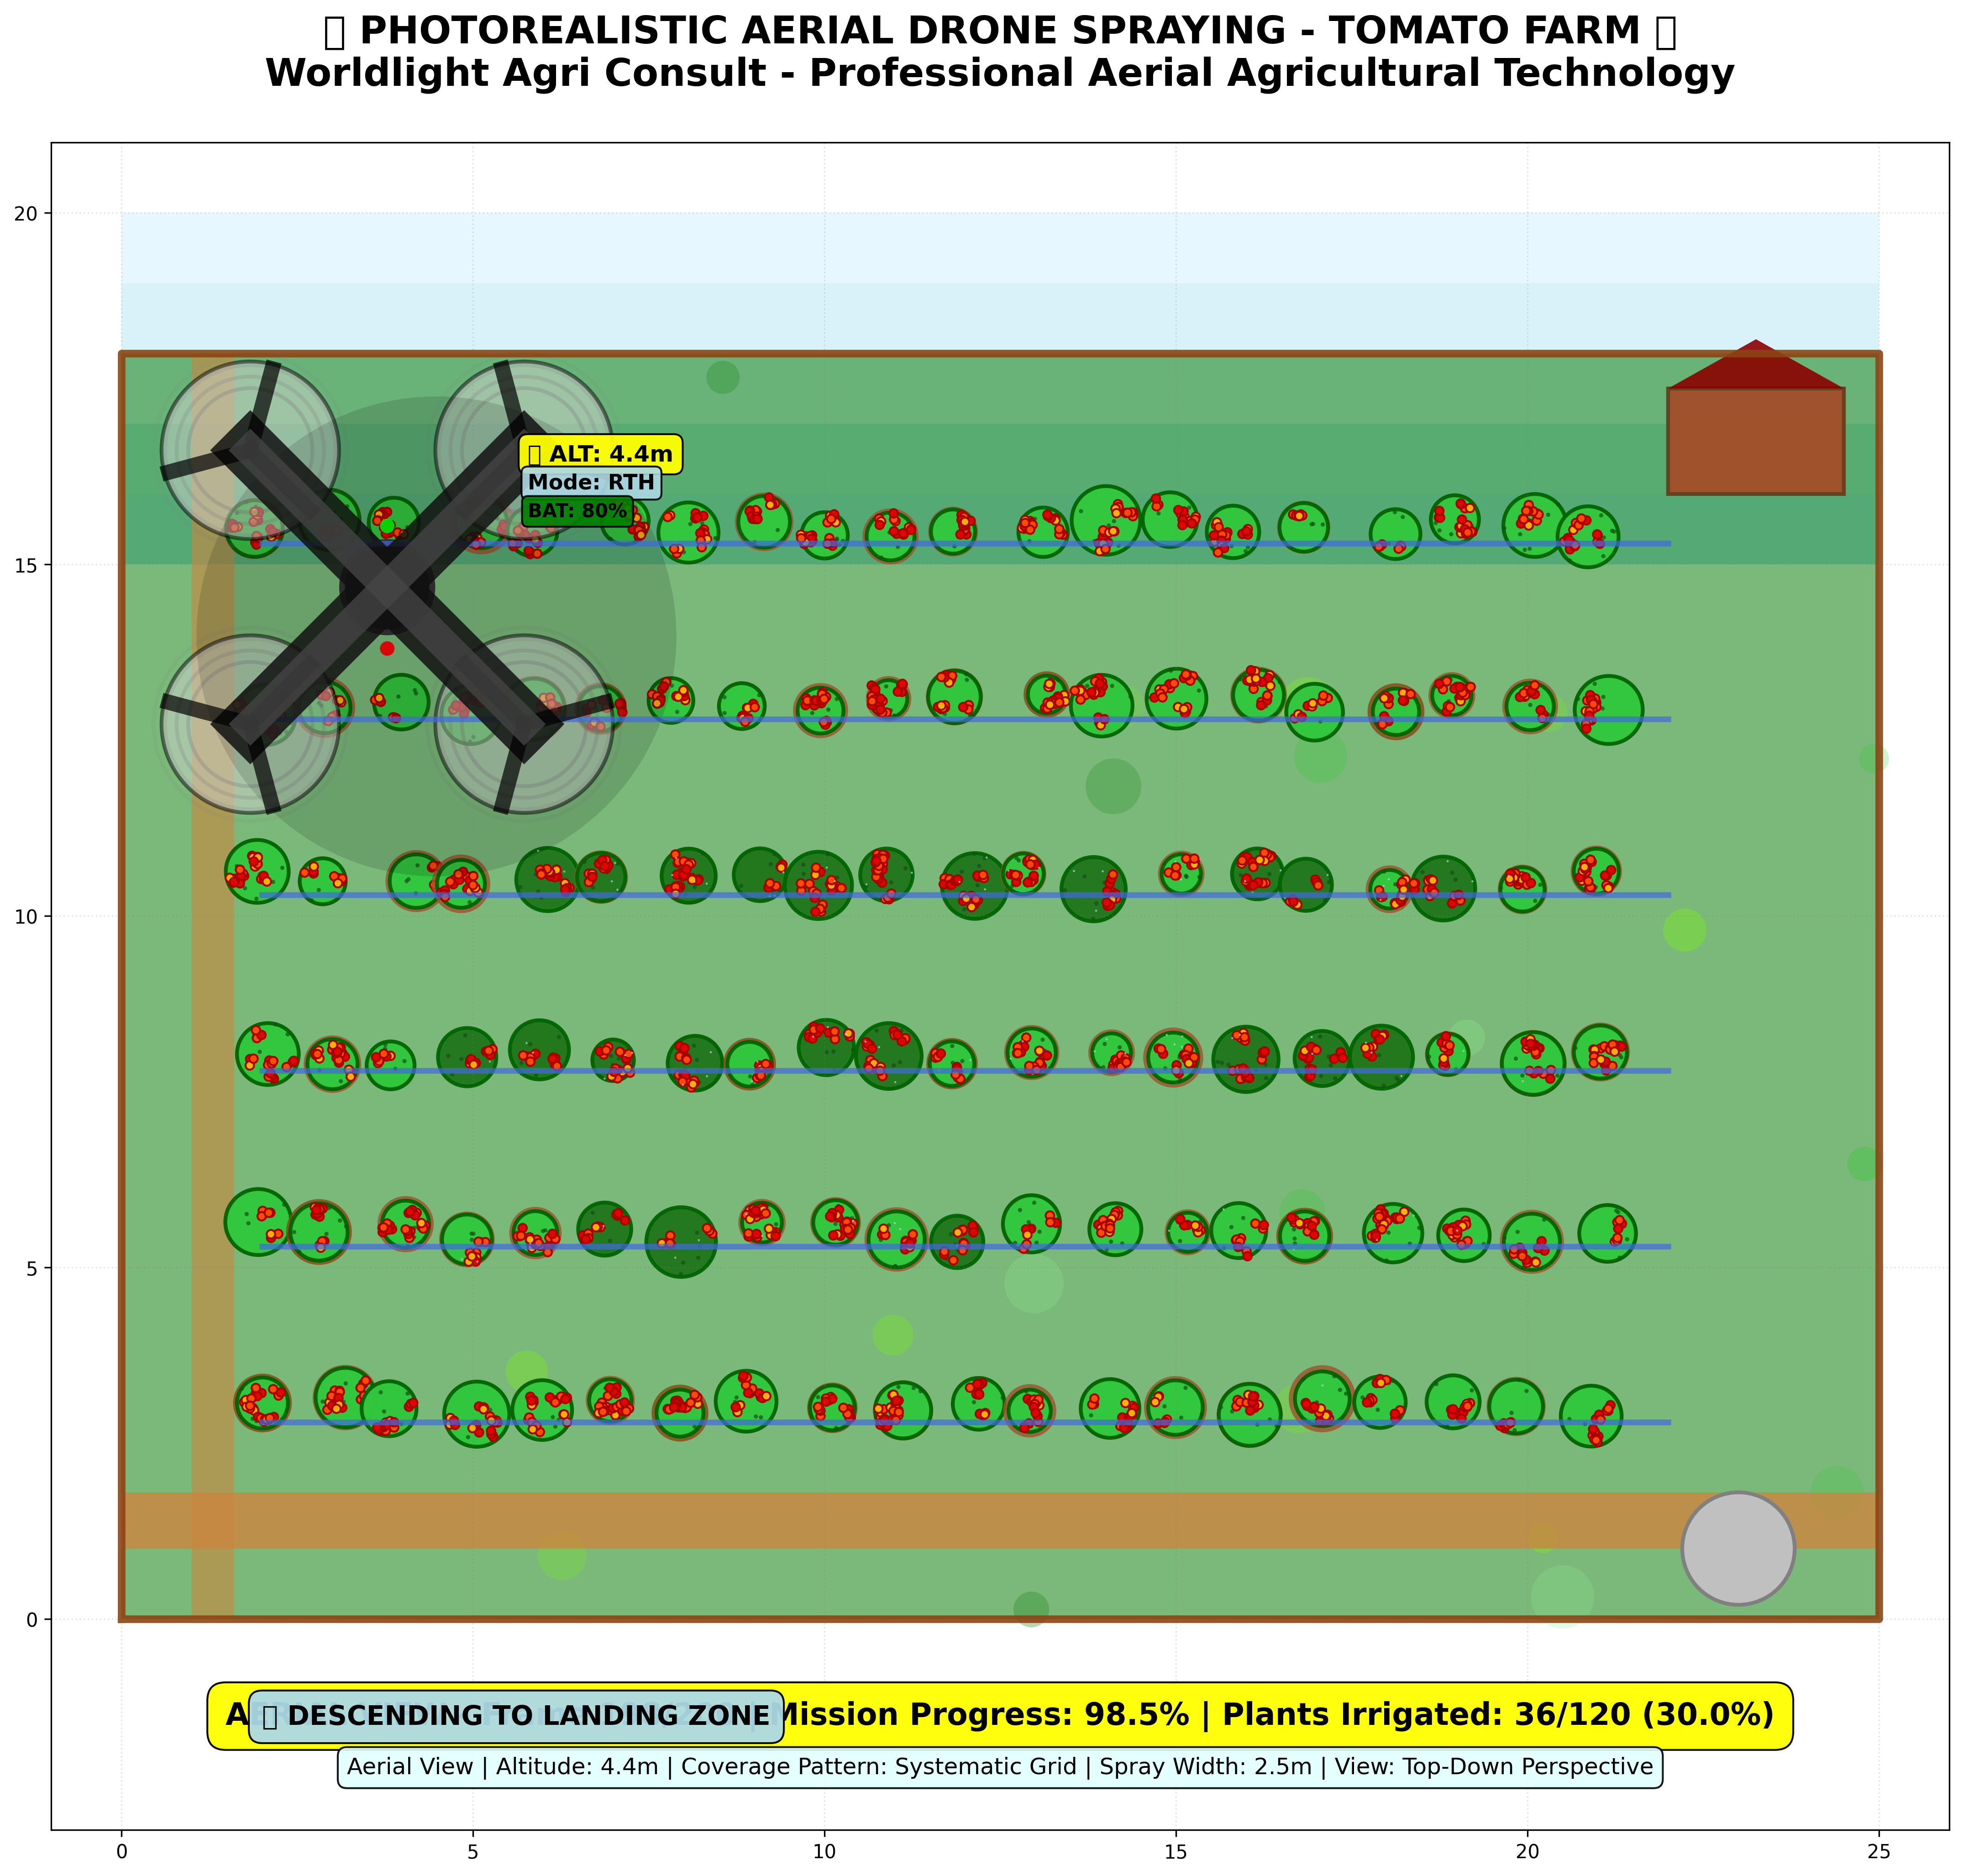 PHOTOREALISTIC AERIAL DRONE SPRAYING - TOMATO FARM
Worldlight Agri Consult - Professional Aerial Agricultural Technology
20
15
10
5
0
ALT: 4.4m
Mode: RTH
BAT: 80%
DESCENDING TO LANDING ZONE
Mission Progress: 98.5% | Plants Irrigated: 36/120 (30.0%)
Aerial View | Altitude: 4.4m | Coverage Pattern: Systematic Grid | Spray Width: 2.5m | View: Top-Down Perspective
0 5 10 15 20 25